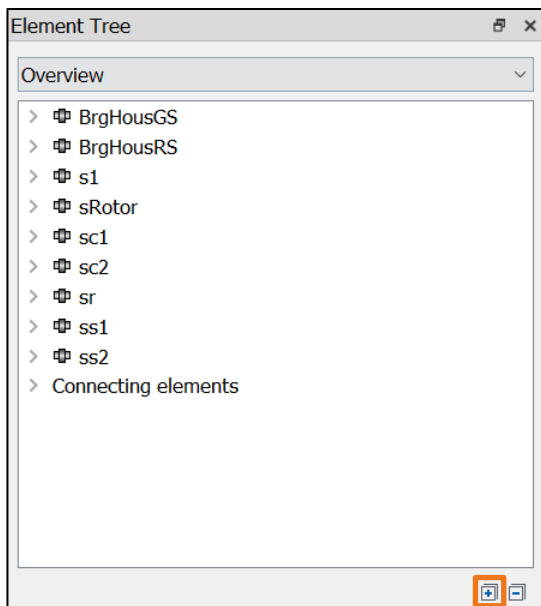 Element Tree
Overview
BrgHousGS
BrgHousRS
s1
sRotor
sc1
sc2
sr
ss1
ss2
Connecting elements